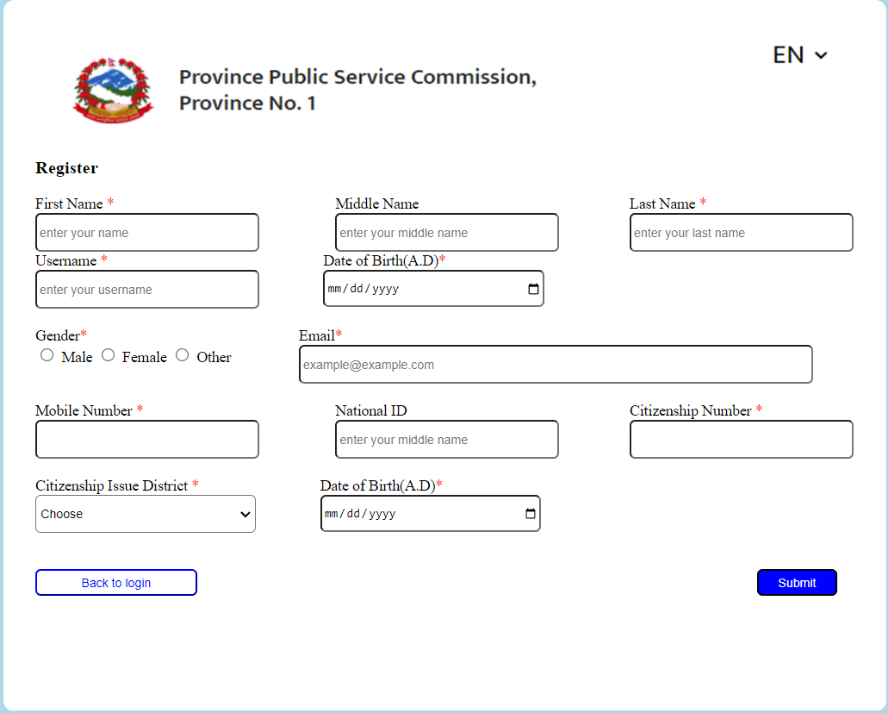 EN
Province Public Service Commission,
Province No. 1
Register
First Name * Middle Name Last Name *
enter your name enter your middle name enter your last name
Username * Date of Birth(A.D)*
enter your username mm/dd/yyyy
Gender* Email*
Male Female Other example@example.com
Mobile Number * National ID Citizenship Number *
enter your middle name
Citizenship Issue District * Date of Birth(A.D)*
Choose mm/dd/yyyy
Back to login Submit